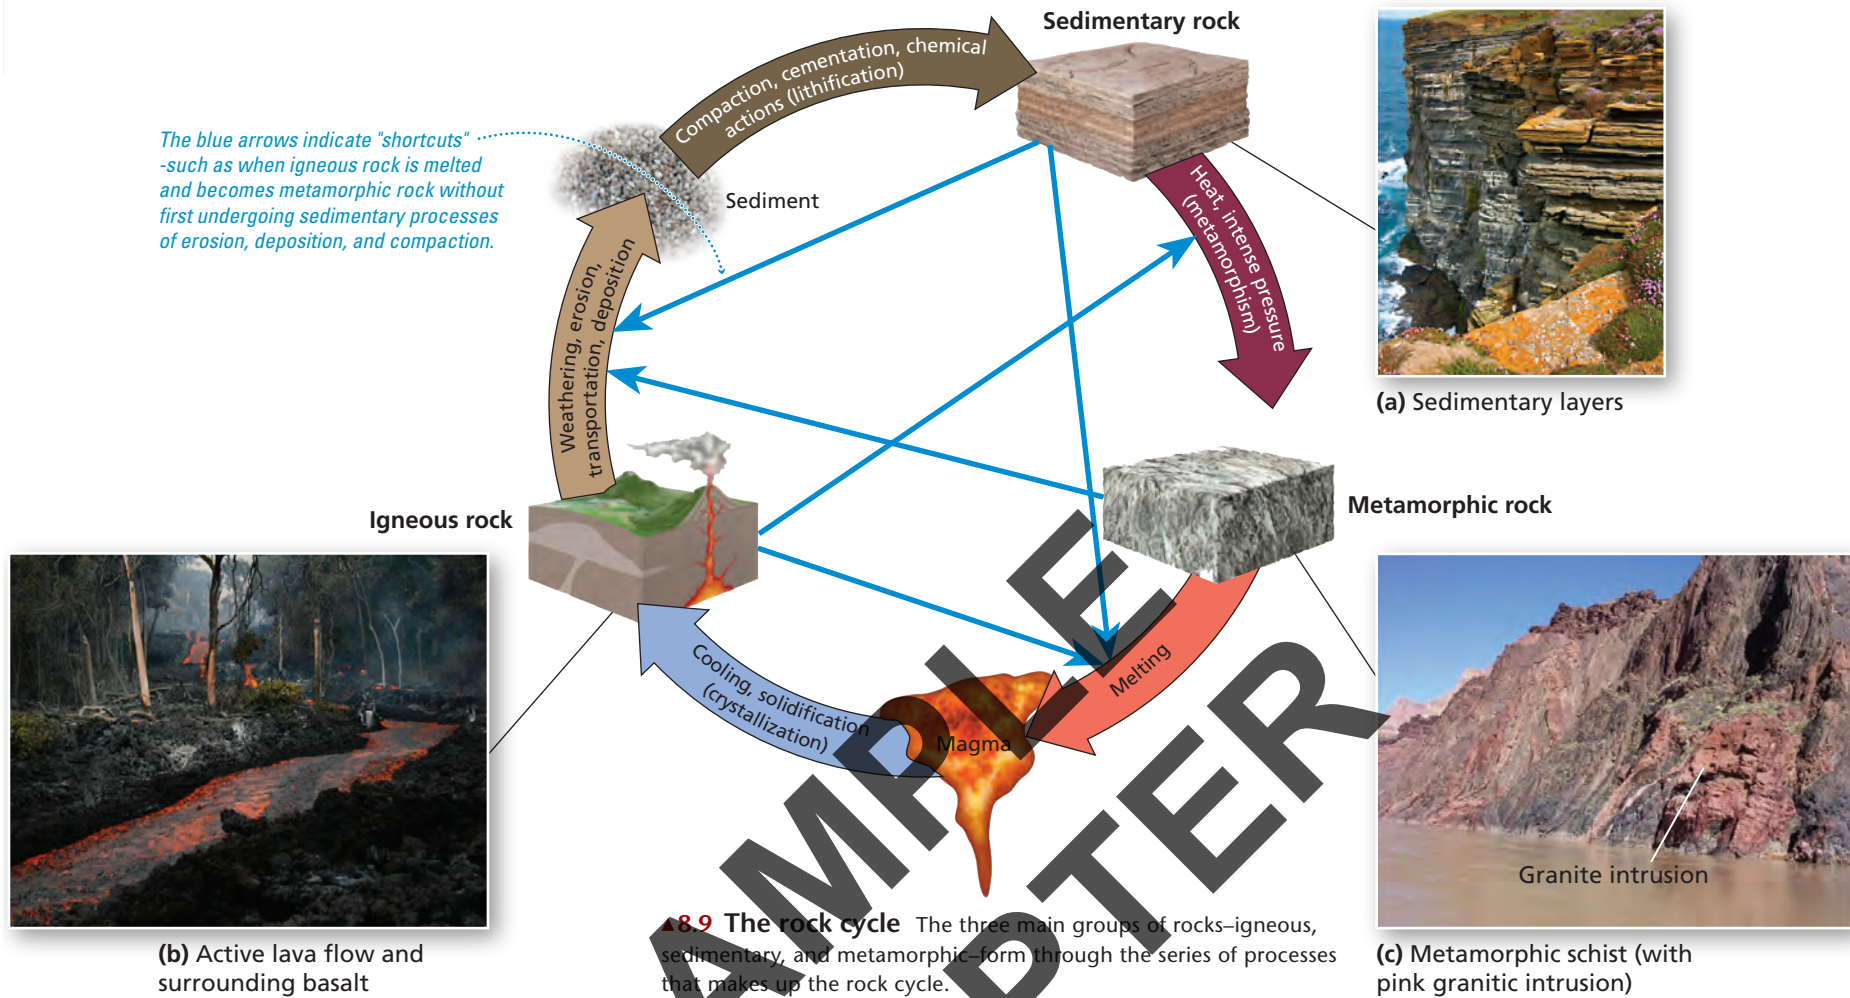 Sedimentary rock
Compaction, cementation, chemical
actions (lithification)
The blue arrows indicate "shortcuts"
-such as when igneous rock is melted
and becomes metamorphic rock without
first undergoing sedimentary processes
of erosion, deposition, and compaction.
Sediment
Heat, intense pressure
(metamorphism)
Weathering, erosion,
transportation, deposition
(a) Sedimentary layers
Igneous rock
Metamorphic rock
Cooling, solidification
(crystallization)
Melting
Magma
Granite intrusion
▲8.9 The rock cycle The three main groups of rocks–igneous,
sedimentary, and metamorphic–form through the series of processes
that makes up the rock cycle.
(b) Active lava flow and
surrounding basalt
(c) Metamorphic schist (with
pink granitic intrusion)
AMPLE
PTER